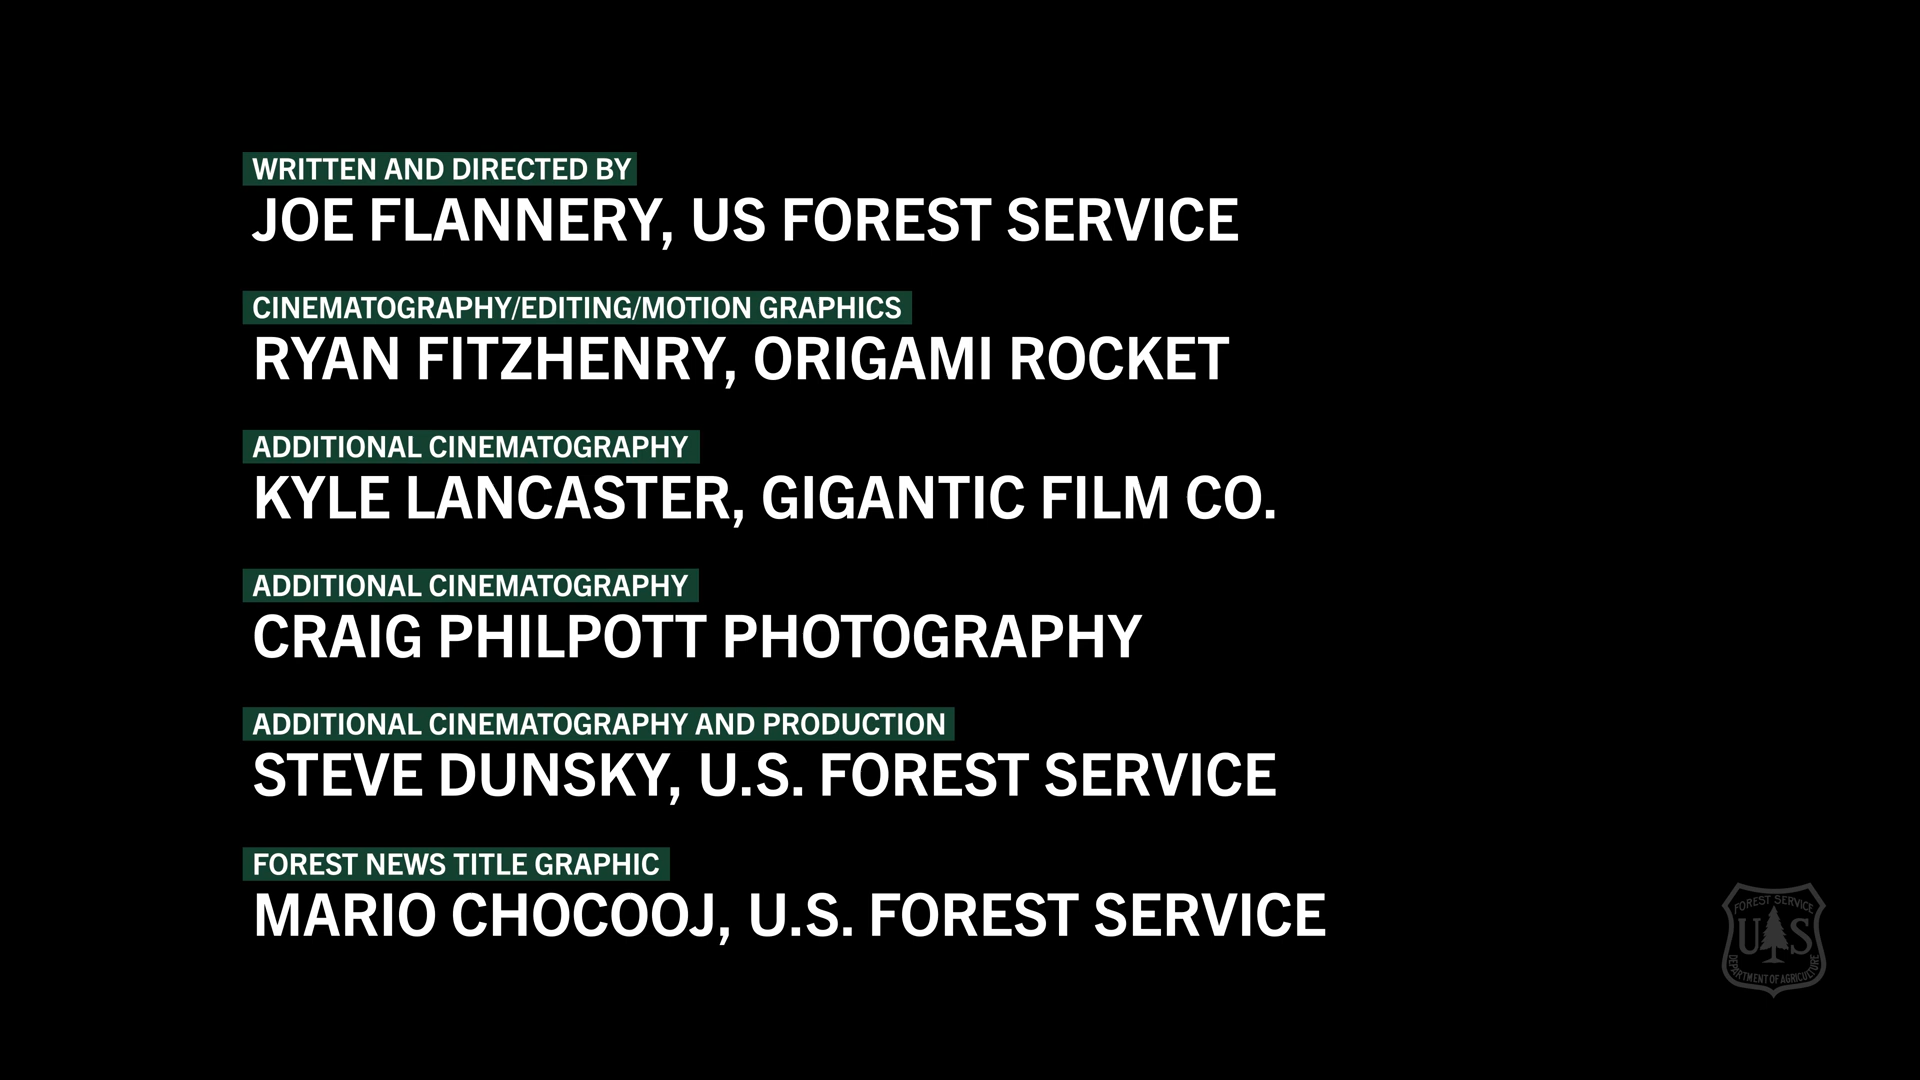 WRITTEN AND DIRECTED BY
JOE FLANNERY, US FOREST SERVICE
CINEMATOGRAPHY/EDITING/MOTION GRAPHICS
RYAN FITZHENRY, ORIGAMI ROCKET
ADDITIONAL CINEMATOGRAPHY
KYLE LANCASTER, GIGANTIC FILM CO.
ADDITIONAL CINEMATOGRAPHY
CRAIG PHILPOTT PHOTOGRAPHY
ADDITIONAL CINEMATOGRAPHY AND PRODUCTION
STEVE DUNSKY, U.S. FOREST SERVICE
FOREST NEWS TITLE GRAPHIC
MARIO CHOCOOJ, U.S. FOREST SERVICE
FOREST SERVICE
US
DEPARTMENT OF AGRICULTURE